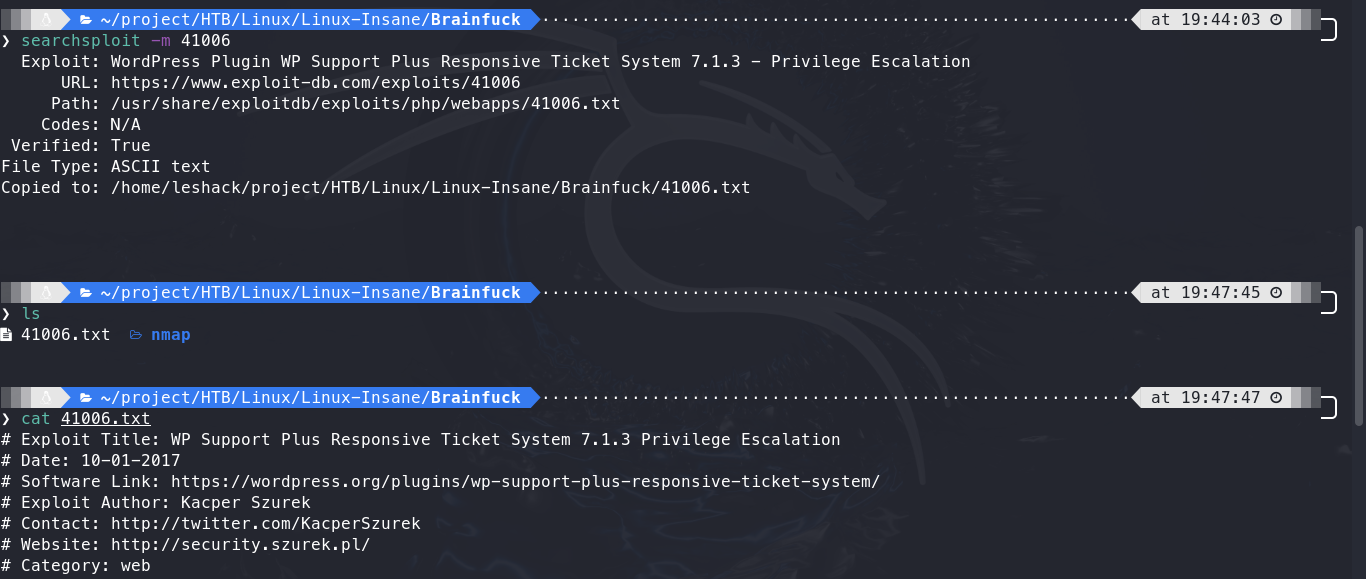 ~/project/HTB/Linux/Linux-Insane/Brainfuck at 19:44:03
❯ searchsploit -m 41006
Exploit: WordPress Plugin WP Support Plus Responsive Ticket System 7.1.3 - Privilege Escalation
URL: https://www.exploit-db.com/exploits/41006
Path: /usr/share/exploitdb/exploits/php/webapps/41006.txt
Codes: N/A
Verified: True
File Type: ASCII text
Copied to: /home/leshack/project/HTB/Linux/Linux-Insane/Brainfuck/41006.txt
~/project/HTB/Linux/Linux-Insane/Brainfuck at 19:47:45
❯ ls
41006.txt nmap
~/project/HTB/Linux/Linux-Insane/Brainfuck at 19:47:47
❯ cat 41006.txt
# Exploit Title: WP Support Plus Responsive Ticket System 7.1.3 Privilege Escalation
# Date: 10-01-2017
# Software Link: https://wordpress.org/plugins/wp-support-plus-responsive-ticket-system/
# Exploit Author: Kacper Szurek
# Contact: http://twitter.com/KacperSzurek
# Website: http://security.szurek.pl/
# Category: web